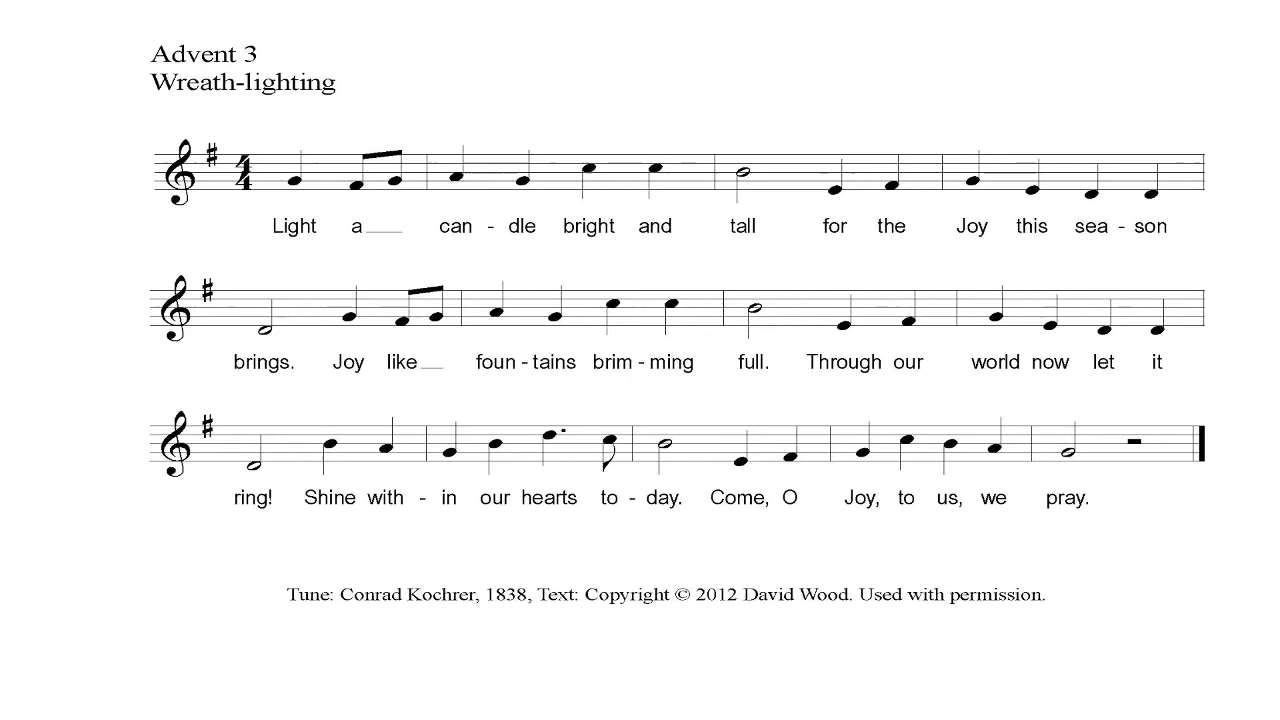 Advent 3
Wreath-lighting
4
4
Light a can - dle bright and tall for the Joy this sea - son
brings. Joy like foun - tains brim - ming full. Through our world now let it
ring! Shine with - in our hearts to - day. Come, O Joy, to us, we pray.
Tune: Conrad Kochrer, 1838, Text: Copyright © 2012 David Wood. Used with permission.